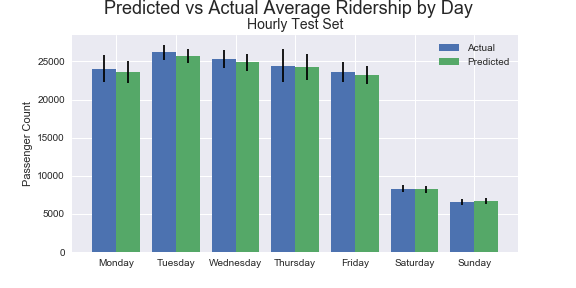 Predicted vs Actual Average Ridership by Day
Hourly Test Set
Actual
Predicted
Passenger Count
25000
20000
15000
10000
5000
0
Monday Tuesday Wednesday Thursday Friday Saturday Sunday